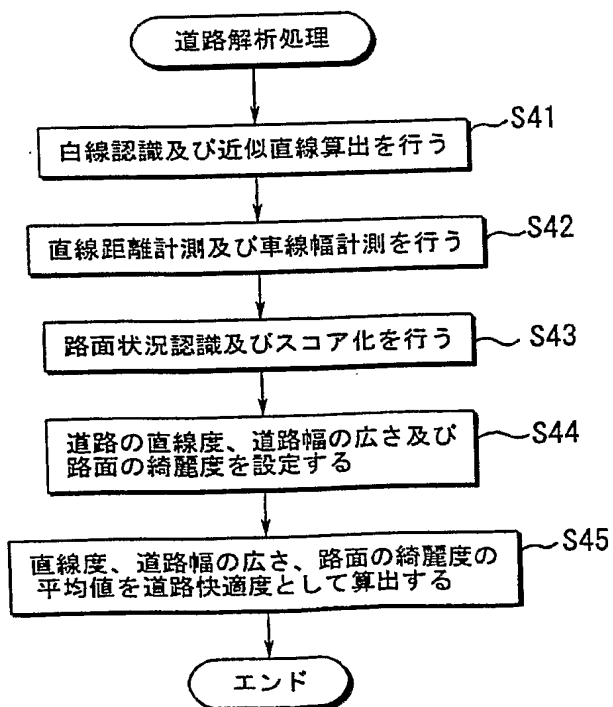 道路解析処理
S41
白線認識及び近似直線算出を行う
S42
直線距離計測及び車線幅計測を行う
S43
路面状況認識及びスコア化を行う
S44
道路の直線度、道路幅の広さ及び
路面の綺麗度を設定する
S45
直線度、道路幅の広さ、路面の綺麗度の
平均値を道路快適度として算出する
エンド